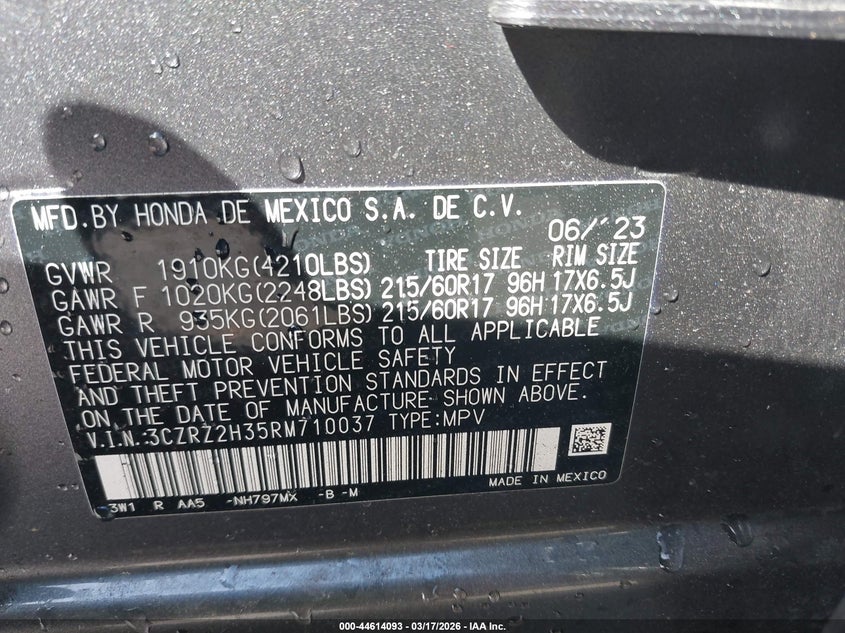 MFD.BY HONDA DE MEXICO S.A. DE C.V.
06/'23
GVWR 1910KG(4210LBS) TIRE SIZE RIM SIZE
GAWR F 1020KG(2248LBS) 215/60R17 96H 17X6.5J
GAWR R 935KG(2061LBS) 215/60R17 96H 17X6.5J
THIS VEHICLE CONFORMS TO ALL APPLICABLE
FEDERAL MOTOR VEHICLE SAFETY
AND THEFT PREVENTION STANDARDS IN EFFECT
ON THE DATE OF MANUFACTURE SHOWN ABOVE.
V.I.N.:3CZRZ2H35RM710037 TYPE:MPV
3W1 R AA5 -NH797MX -B -M
MADE IN MEXICO
000-44614093 - 03/17/2026 - IAA Inc.